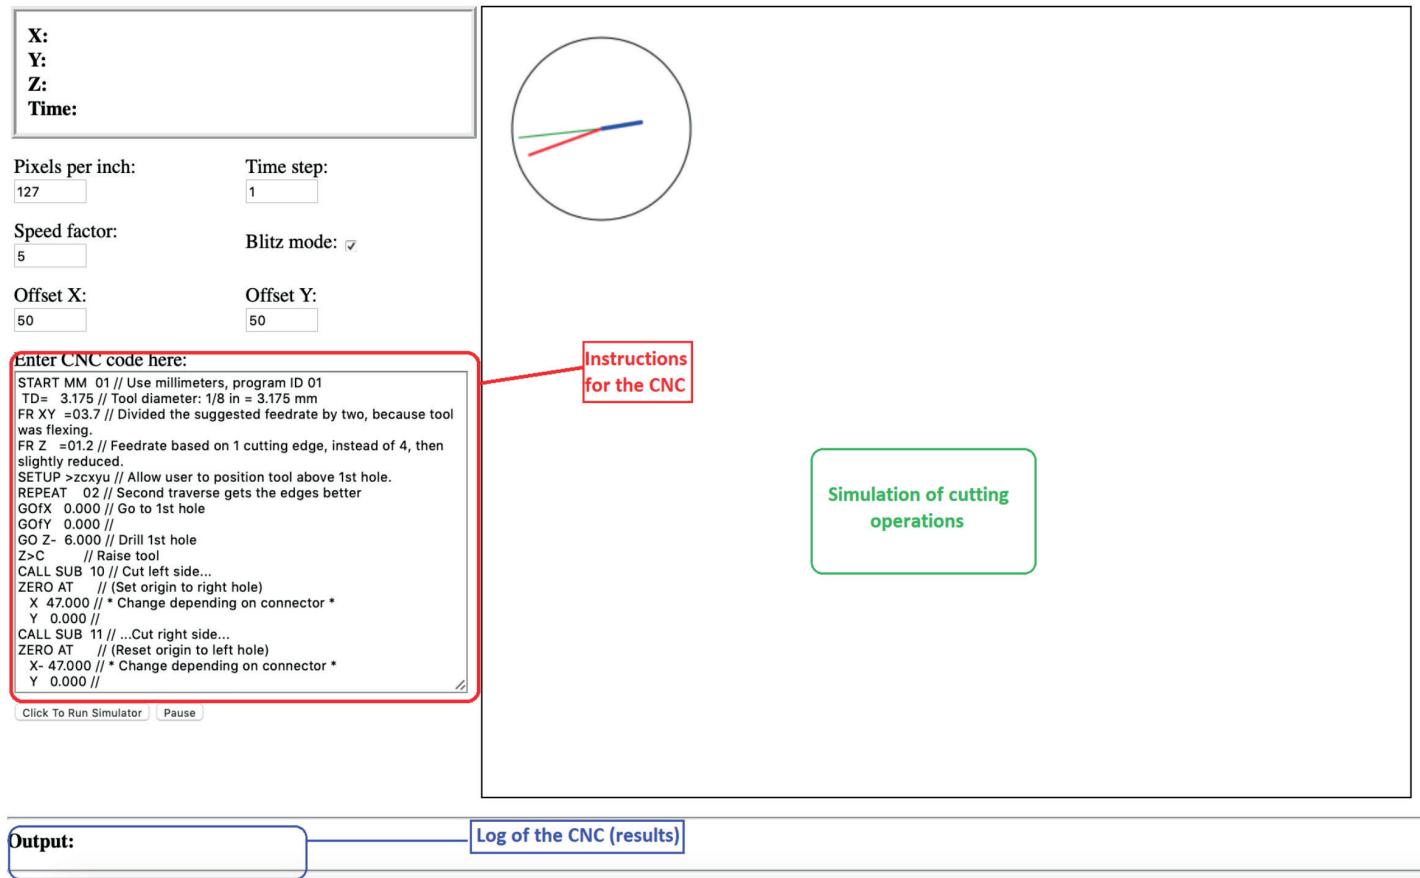 X:
Y:
Z:
Time:
Pixels per inch:
Time step:
127
1
Speed factor:
Blitz mode:
5
Offset X:
Offset Y:
50
50
Enter CNC code here:
START MM  01 // Use millimeters, program ID 01
TD=   3.175 // Tool diameter: 1/8 in = 3.175 mm
FR XY  =03.7 // Divided the suggested feedrate by two, because tool
was flexing.
FR Z   =01.2 // Feedrate based on 1 cutting edge, instead of 4, then
slightly reduced.
SETUP >zcxyu // Allow user to position tool above 1st hole.
REPEAT    02 // Second traverse gets the edges better
GOfX   0.000 // Go to 1st hole
GOfY   0.000 //
GO Z-  6.000 // Drill 1st hole
Z>C         // Raise tool
CALL SUB  10 // Cut left side...
ZERO AT      // (Set origin to right hole)
X  47.000 // * Change depending on connector *
Y   0.000 //
CALL SUB  11 // ...Cut right side...
ZERO AT      // (Reset origin to left hole)
X- 47.000 // * Change depending on connector *
Y   0.000 //
Click To Run Simulator
Pause
Instructions
for the CNC
Simulation of cutting
operations
Output:
Log of the CNC (results)